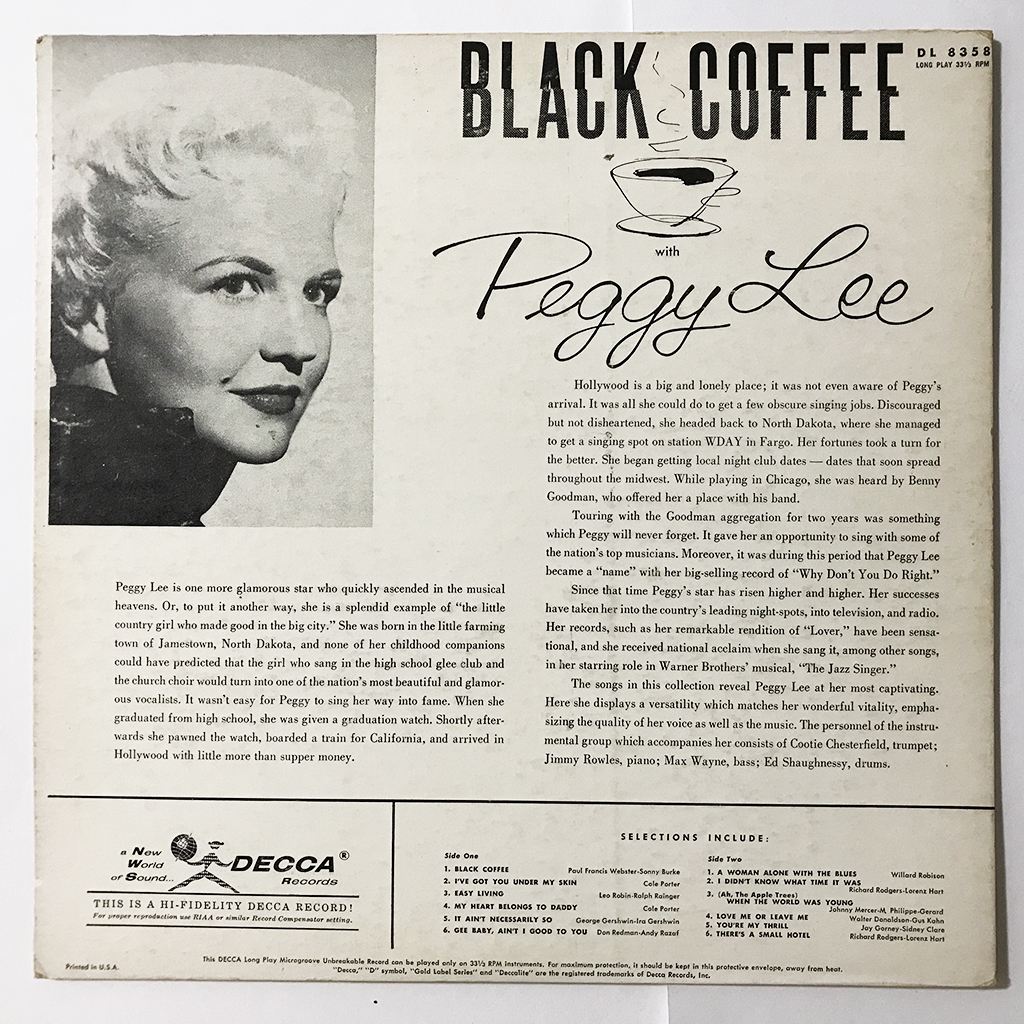 BLACK COFFEE
DL 8358
LONG PLAY 33⅓ RPM
with
Peggy Lee
Peggy Lee is one more glamorous star who quickly ascended in the musical
heavens. Or, to put it another way, she is a splendid example of “the little
country girl who made good in the big city.” She was born in the little farming
town of Jamestown, North Dakota, and none of her childhood companions
could have predicted that the girl who sang in the high school glee club and
the church choir would turn into one of the nation’s most beautiful and glamor-
ous vocalists. It wasn’t easy for Peggy to sing her way into fame. When she
graduated from high school, she was given a graduation watch. Shortly after-
wards she pawned the watch, boarded a train for California, and arrived in
Hollywood with little more than supper money.
Hollywood is a big and lonely place; it was not even aware of Peggy’s
arrival. It was all she could do to get a few obscure singing jobs. Discouraged
but not disheartened, she headed back to North Dakota, where she managed
to get a singing spot on station WDAY in Fargo. Her fortunes took a turn for
the better. She began getting local night club dates — dates that soon spread
throughout the midwest. While playing in Chicago, she was heard by Benny
Goodman, who offered her a place with his band.
Touring with the Goodman aggregation for two years was something
which Peggy will never forget. It gave her an opportunity to sing with some of
the nation’s top musicians. Moreover, it was during this period that Peggy Lee
became a “name” with her big-selling record of “Why Don’t You Do Right.”
Since that time Peggy’s star has risen higher and higher. Her successes
have taken her into the country’s leading night-spots, into television, and radio.
Her records, such as her remarkable rendition of “Lover,” have been sensa-
tional, and she received national acclaim when she sang it, among other songs,
in her starring role in Warner Brothers’ musical, “The Jazz Singer.”
The songs in this collection reveal Peggy Lee at her most captivating.
Here she displays a versatility which matches her wonderful vitality, empha-
sizing the quality of her voice as well as the music. The personnel of the instru-
mental group which accompanies her consists of Cootie Chesterfield, trumpet;
Jimmy Rowles, piano; Max Wayne, bass; Ed Shaughnessy, drums.
a New
World
of Sound...
DECCA®
Records
THIS IS A HI-FIDELITY DECCA RECORD!
For proper reproduction use RIAA or similar Record Compensator setting.
SELECTIONS INCLUDE:
Side One
1. BLACK COFFEE Paul Francis Webster-Sonny Burke
2. I’VE GOT YOU UNDER MY SKIN Cole Porter
3. EASY LIVING Leo Robin-Ralph Rainger
4. MY HEART BELONGS TO DADDY Cole Porter
5. IT AIN’T NECESSARILY SO George Gershwin-Ira Gershwin
6. GEE BABY, AIN’T I GOOD TO YOU Don Redman-Andy Razaf
Side Two
1. A WOMAN ALONE WITH THE BLUES Willard Robison
2. I DIDN’T KNOW WHAT TIME IT WAS
Richard Rodgers-Lorenz Hart
3. (Ah, The Apple Trees)
WHEN THE WORLD WAS YOUNG
Johnny Mercer-M. Philippe-Gerard
4. LOVE ME OR LEAVE ME Walter Donaldson-Gus Kahn
5. YOU’RE MY THRILL Jay Gorney-Sidney Clare
6. THERE’S A SMALL HOTEL Richard Rodgers-Lorenz Hart
Printed in U.S.A.
This DECCA Long Play Microgroove Unbreakable Record can be played only on 33⅓ RPM instruments. For maximum protection, it should be kept in this protective envelope, away from heat.
“Decca,” “D” symbol, “Gold Label Series” and “Deccalite” are the registered trademarks of Decca Records, Inc.